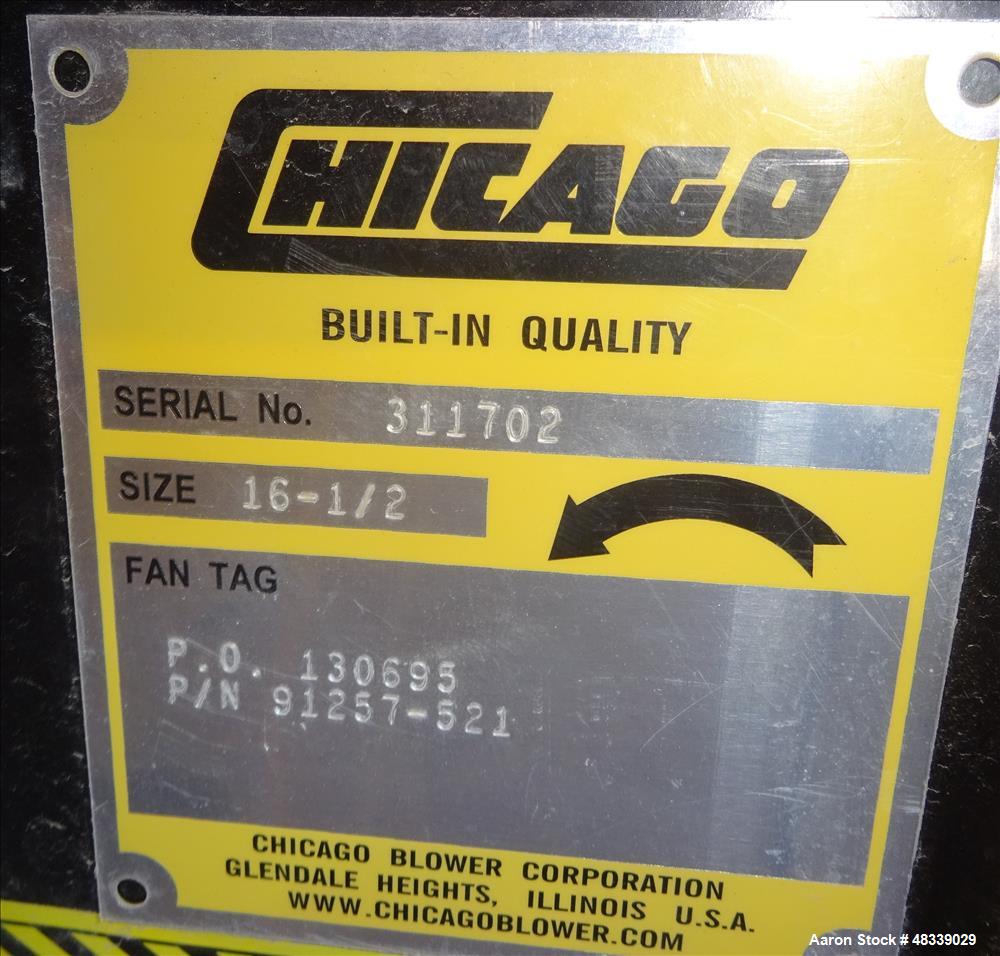 CHICAGO
BUILT-IN QUALITY
SERIAL No. 311702
SIZE 16-1/2
FAN TAG
P.O. 130695
P/N 91257-521
CHICAGO BLOWER CORPORATION
GLENDALE HEIGHTS, ILLINOIS U.S.A.
WWW.CHICAGOBLOWER.COM
Aaron Stock # 48339029